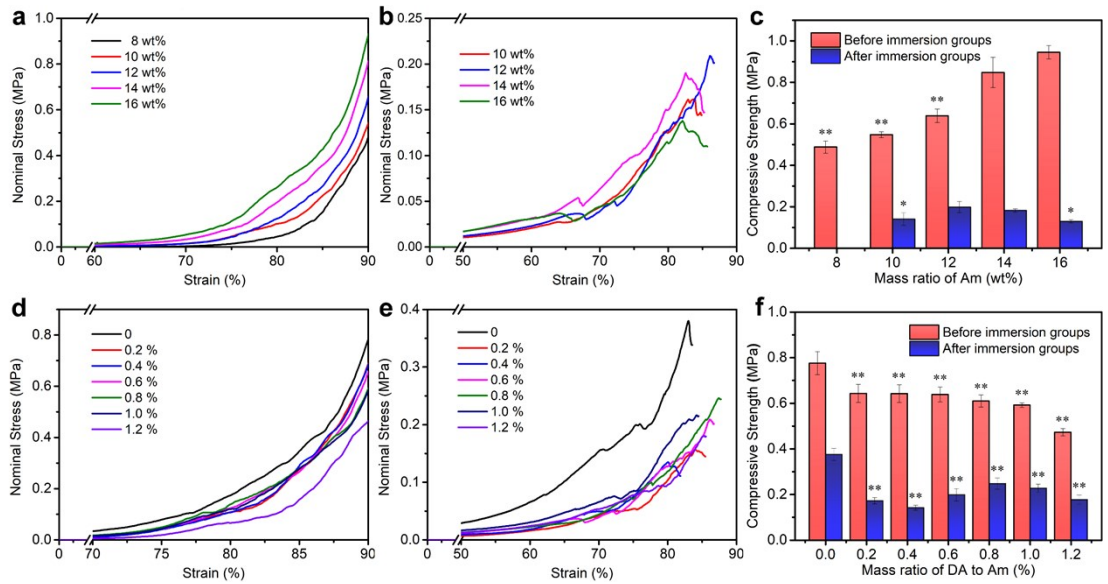 a
1.0
0.8
0.6
0.4
0.2
0.0
Nominal Stress (MPa)
8 wt%
10 wt%
12 wt%
14 wt%
16 wt%
0 60 70 80 90
Strain (%)
b
0.25
0.20
0.15
0.10
0.05
0.00
Nominal Stress (MPa)
10 wt%
12 wt%
14 wt%
16 wt%
0 50 60 70 80 90
Strain (%)
c
1.0
0.8
0.6
0.4
0.2
0.0
Compressive Strength (MPa)
Before immersion groups
After immersion groups
** ** **
* *
8 10 12 14 16
Mass ratio of Am (wt%)
d
0.8
0.6
0.4
0.2
0.0
Nominal Stress (MPa)
0
0.2 %
0.4 %
0.6 %
0.8 %
1.0 %
1.2 %
0 70 75 80 85 90
Strain (%)
e
0.4
0.3
0.2
0.1
0.0
Nominal Stress (MPa)
0
0.2 %
0.4 %
0.6 %
0.8 %
1.0 %
1.2 %
0 50 60 70 80 90
Strain (%)
f
1.0
0.8
0.6
0.4
0.2
0.0
Compressive Strength (MPa)
Before immersion groups
After immersion groups
** ** ** ** ** **
** ** ** ** ** **
0.0 0.2 0.4 0.6 0.8 1.0 1.2
Mass ratio of DA to Am (%)